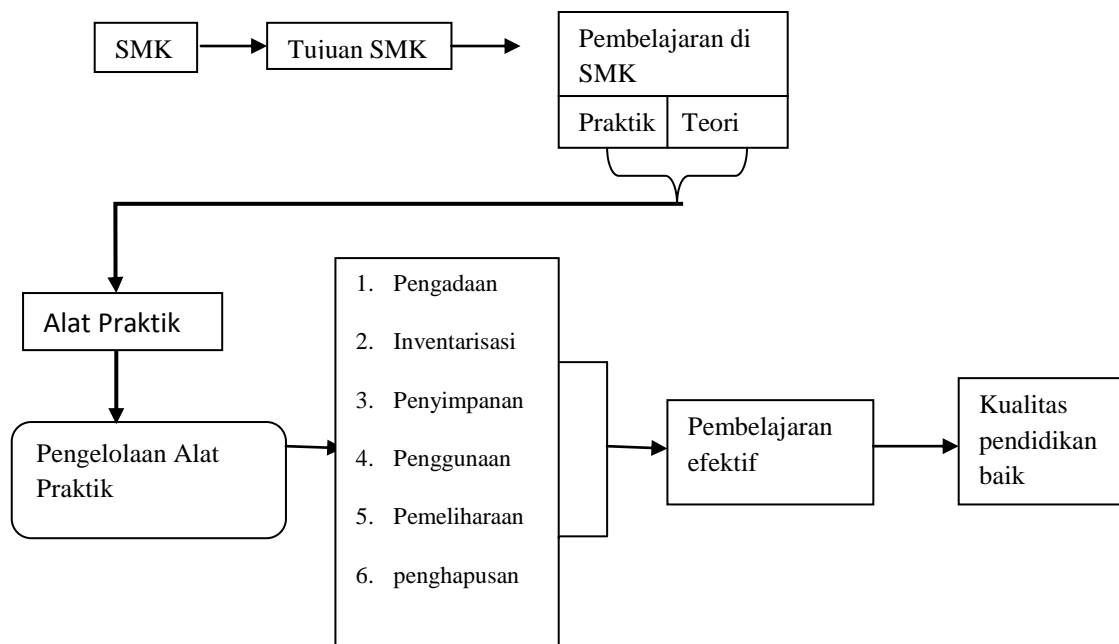 SMK
Tujuan SMK
Pembelajaran di
SMK
Praktik
Teori
Alat Praktik
Pengelolaan Alat
Praktik
1. Pengadaan
2. Inventarisasi
3. Penyimpanan
4. Penggunaan
5. Pemeliharaan
6. penghapusan
Pembelajaran
efektif
Kualitas
pendidikan
baik